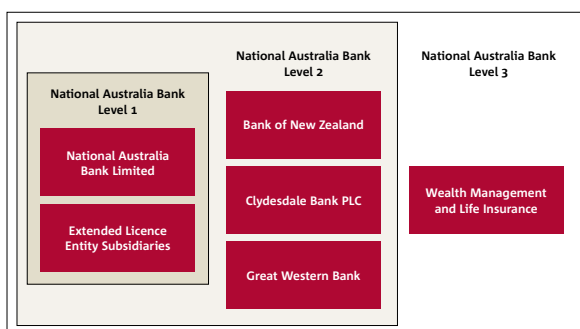 National Australia Bank
Level 1
National Australia
Bank Limited
Extended Licence
Entity Subsidiaries
National Australia Bank
Level 2
Bank of New Zealand
Clydesdale Bank PLC
Great Western Bank
National Australia Bank
Level 3
Wealth Management
and Life Insurance